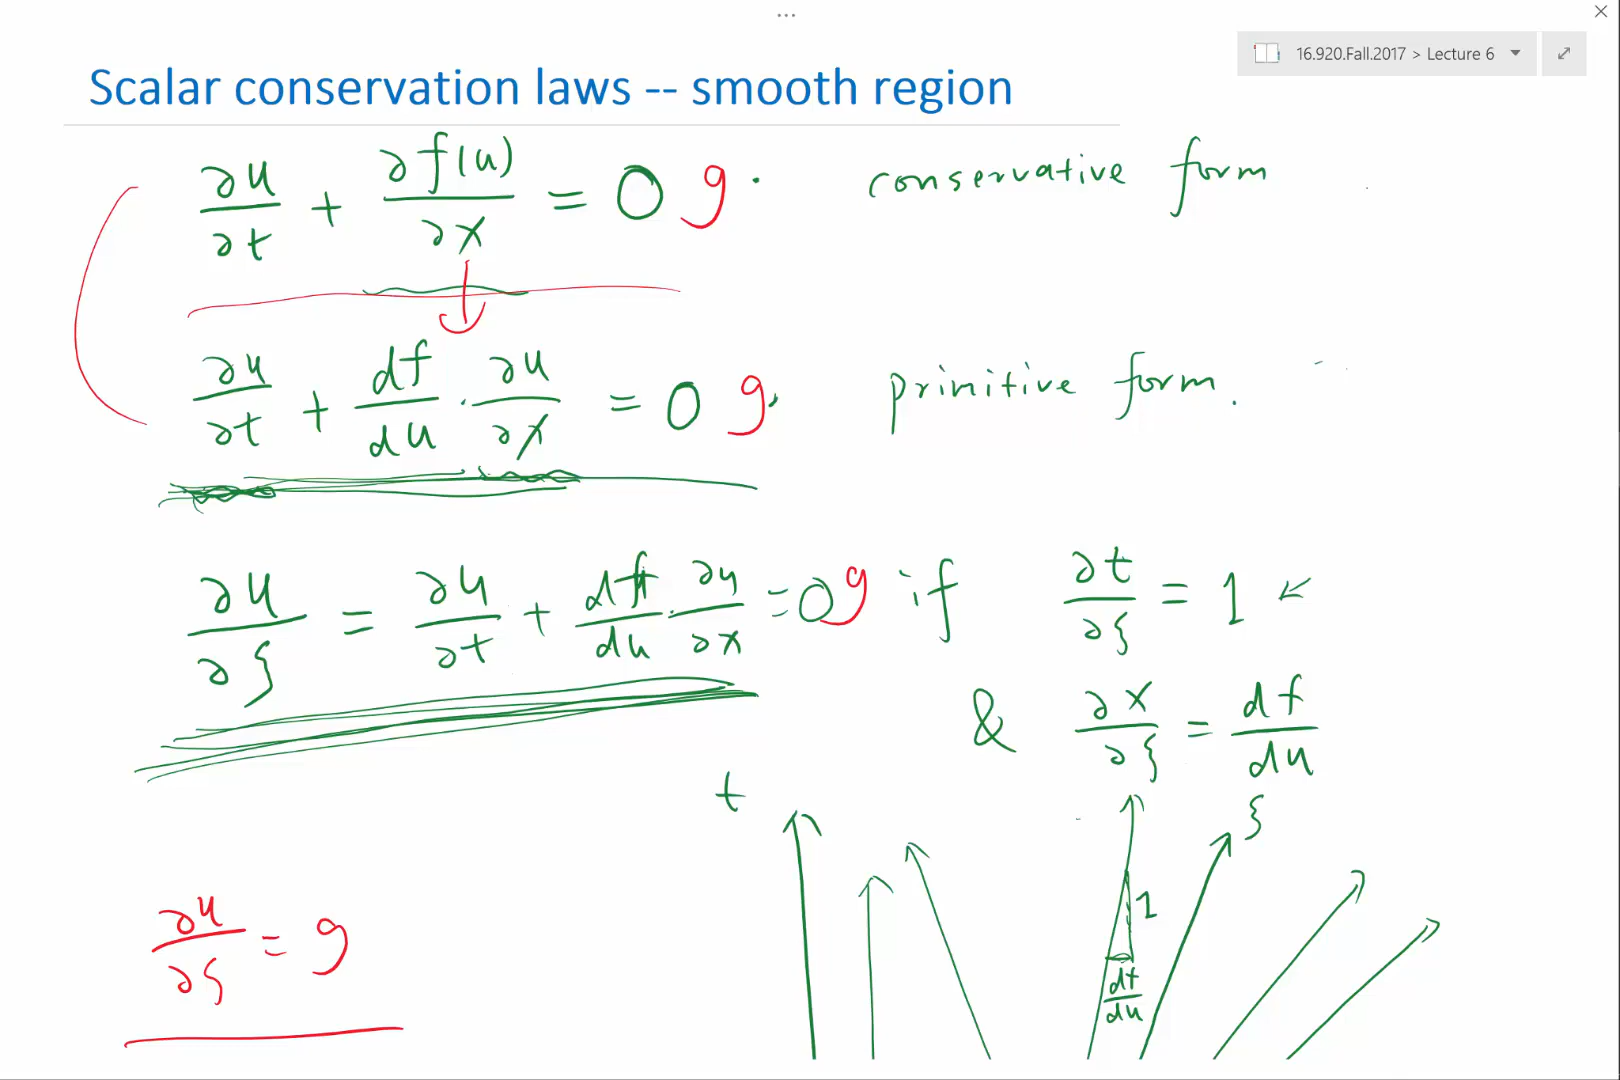 ...
16.920.Fall.2017 > Lecture 6
Scalar conservation laws -- smooth region
∂u/∂t + ∂f(u)/∂x = 0 g. conservative form
∂u/∂t + df/du · ∂u/∂x = 0 g. primitive form.
∂u/∂ξ = ∂u/∂t + df/du · ∂u/∂x = 0 g if ∂t/∂ξ = 1
& ∂x/∂ξ = df/du
t
ξ
1
df/du
∂u/∂ξ = g